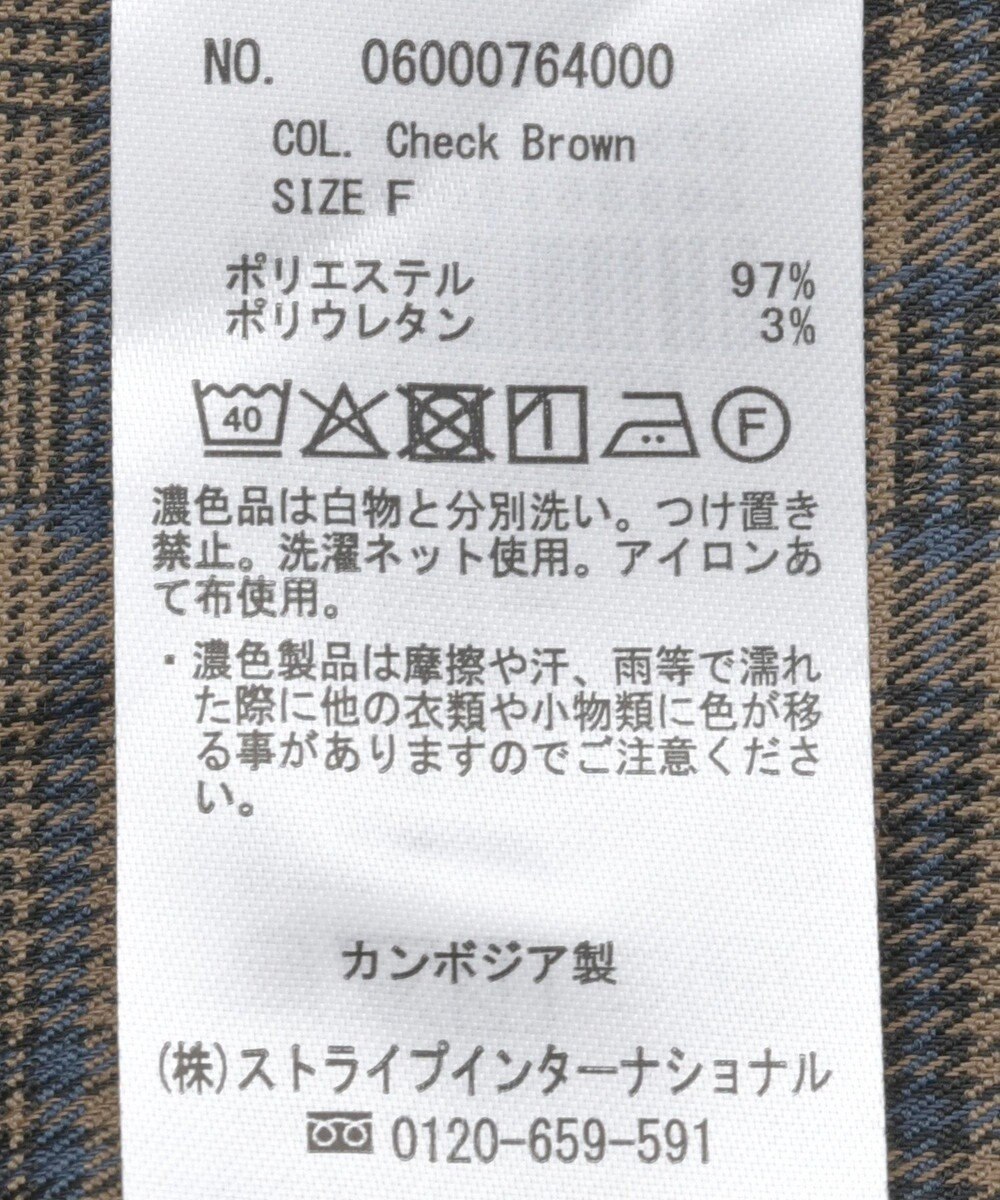 NO. 06000764000
COL. Check Brown
SIZE F
ポリエステル 97%
ポリウレタン 3%
40 F
濃色品は白物と分別洗い。つけ置き
禁止。洗濯ネット使用。アイロンあ
て布使用。
・濃色製品は摩擦や汗、雨等で濡れ
た際に他の衣類や小物類に色が移
る事がありますのでご注意くださ
い。
カンボジア製
(株)ストライプインターナショナル
0120-659-591